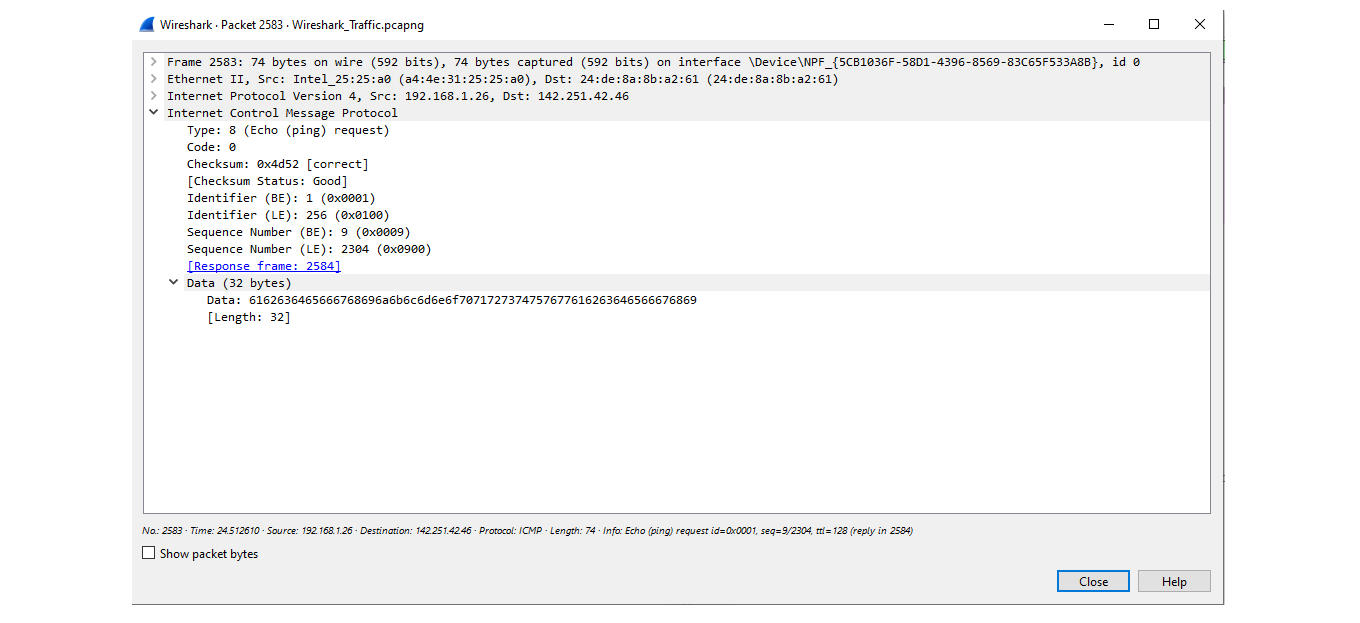 Wireshark · Packet 2583 · Wireshark_Traffic.pcapng
Frame 2583: 74 bytes on wire (592 bits), 74 bytes captured (592 bits) on interface \Device\NPF_{5CB1036F-58D1-4396-8569-83C65F533A8B}, id 0
Ethernet II, Src: Intel_25:25:a0 (a4:4e:31:25:25:a0), Dst: 24:de:8a:8b:a2:61 (24:de:8a:8b:a2:61)
Internet Protocol Version 4, Src: 192.168.1.26, Dst: 142.251.42.46
Internet Control Message Protocol
Type: 8 (Echo (ping) request)
Code: 0
Checksum: 0x4d52 [correct]
[Checksum Status: Good]
Identifier (BE): 1 (0x0001)
Identifier (LE): 256 (0x0100)
Sequence Number (BE): 9 (0x0009)
Sequence Number (LE): 2304 (0x0900)
[Response frame: 2584]
Data (32 bytes)
Data: 6162636465666768696a6b6c6d6e6f7071727374757677616263646566676869
[Length: 32]
No.: 2583 · Time: 24.512610 · Source: 192.168.1.26 · Destination: 142.251.42.46 · Protocol: ICMP · Length: 74 · Info: Echo (ping) request id=0x0001, seq=9/2304, ttl=128 (reply in 2584)
Show packet bytes
Close
Help